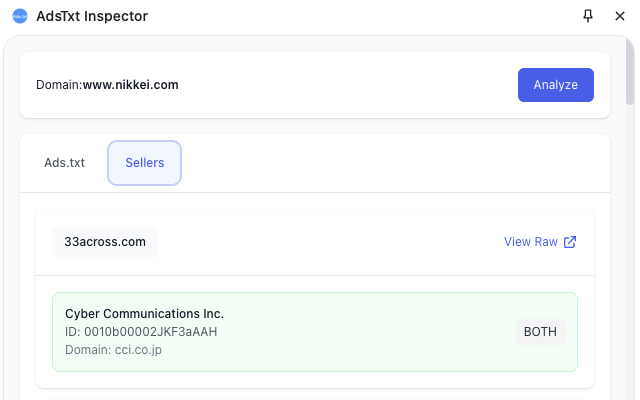 AdsTxt Inspector
Domain:www.nikkei.com
Analyze
Ads.txt
Sellers
33across.com
View Raw
Cyber Communications Inc.
ID: 0010b00002JKF3aAAH
BOTH
Domain: cci.co.jp